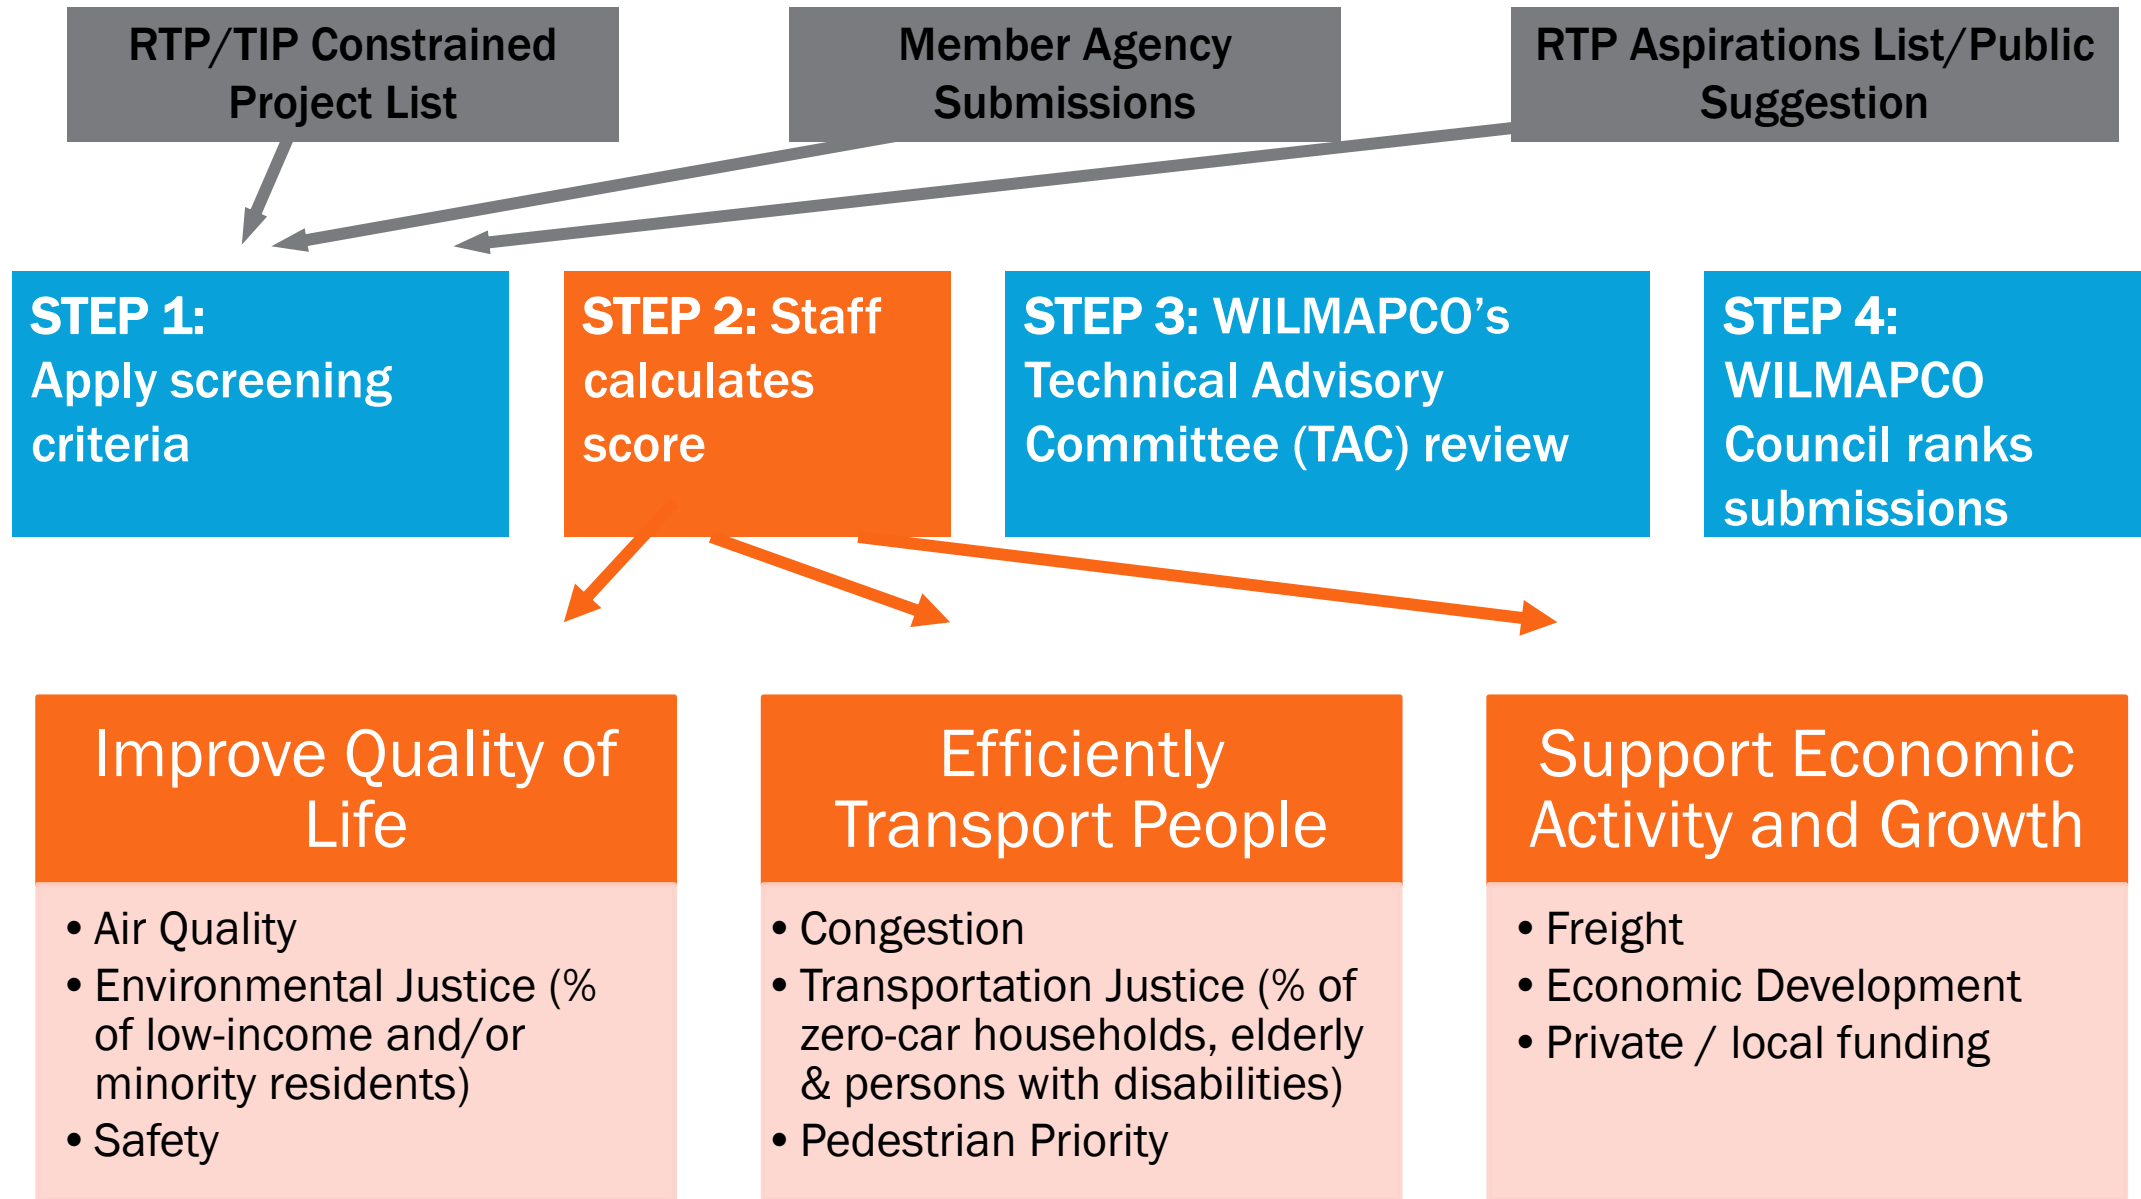 RTP/TIP Constrained
Project List
Member Agency
Submissions
RTP Aspirations List/Public
Suggestion
STEP 1:
Apply screening
criteria
STEP 2: Staff
calculates
score
STEP 3: WILMAPCO’s
Technical Advisory
Committee (TAC) review
STEP 4:
WILMAPCO
Council ranks
submissions
Improve Quality of
Life
• Air Quality
• Environmental Justice (%
of low-income and/or
minority residents)
• Safety
Efficiently
Transport People
• Congestion
• Transportation Justice (% of
zero-car households, elderly
& persons with disabilities)
• Pedestrian Priority
Support Economic
Activity and Growth
• Freight
• Economic Development
• Private / local funding